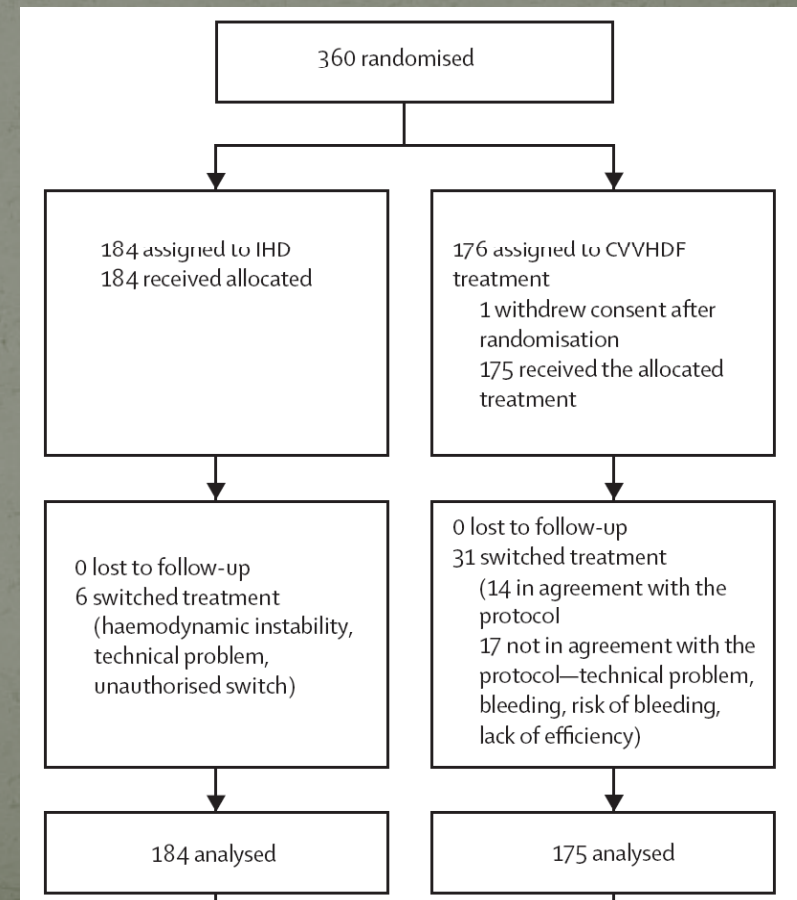 360 randomised
184 assigned to IHD
184 received allocated
176 assigned to CVVHDF
treatment
1 withdrew consent after
randomisation
175 received the allocated
treatment
0 lost to follow-up
6 switched treatment
(haemodynamic instability,
technical problem,
unauthorised switch)
0 lost to follow-up
31 switched treatment
(14 in agreement with the
protocol
17 not in agreement with the
protocol—technical problem,
bleeding, risk of bleeding,
lack of efficiency)
184 analysed
175 analysed